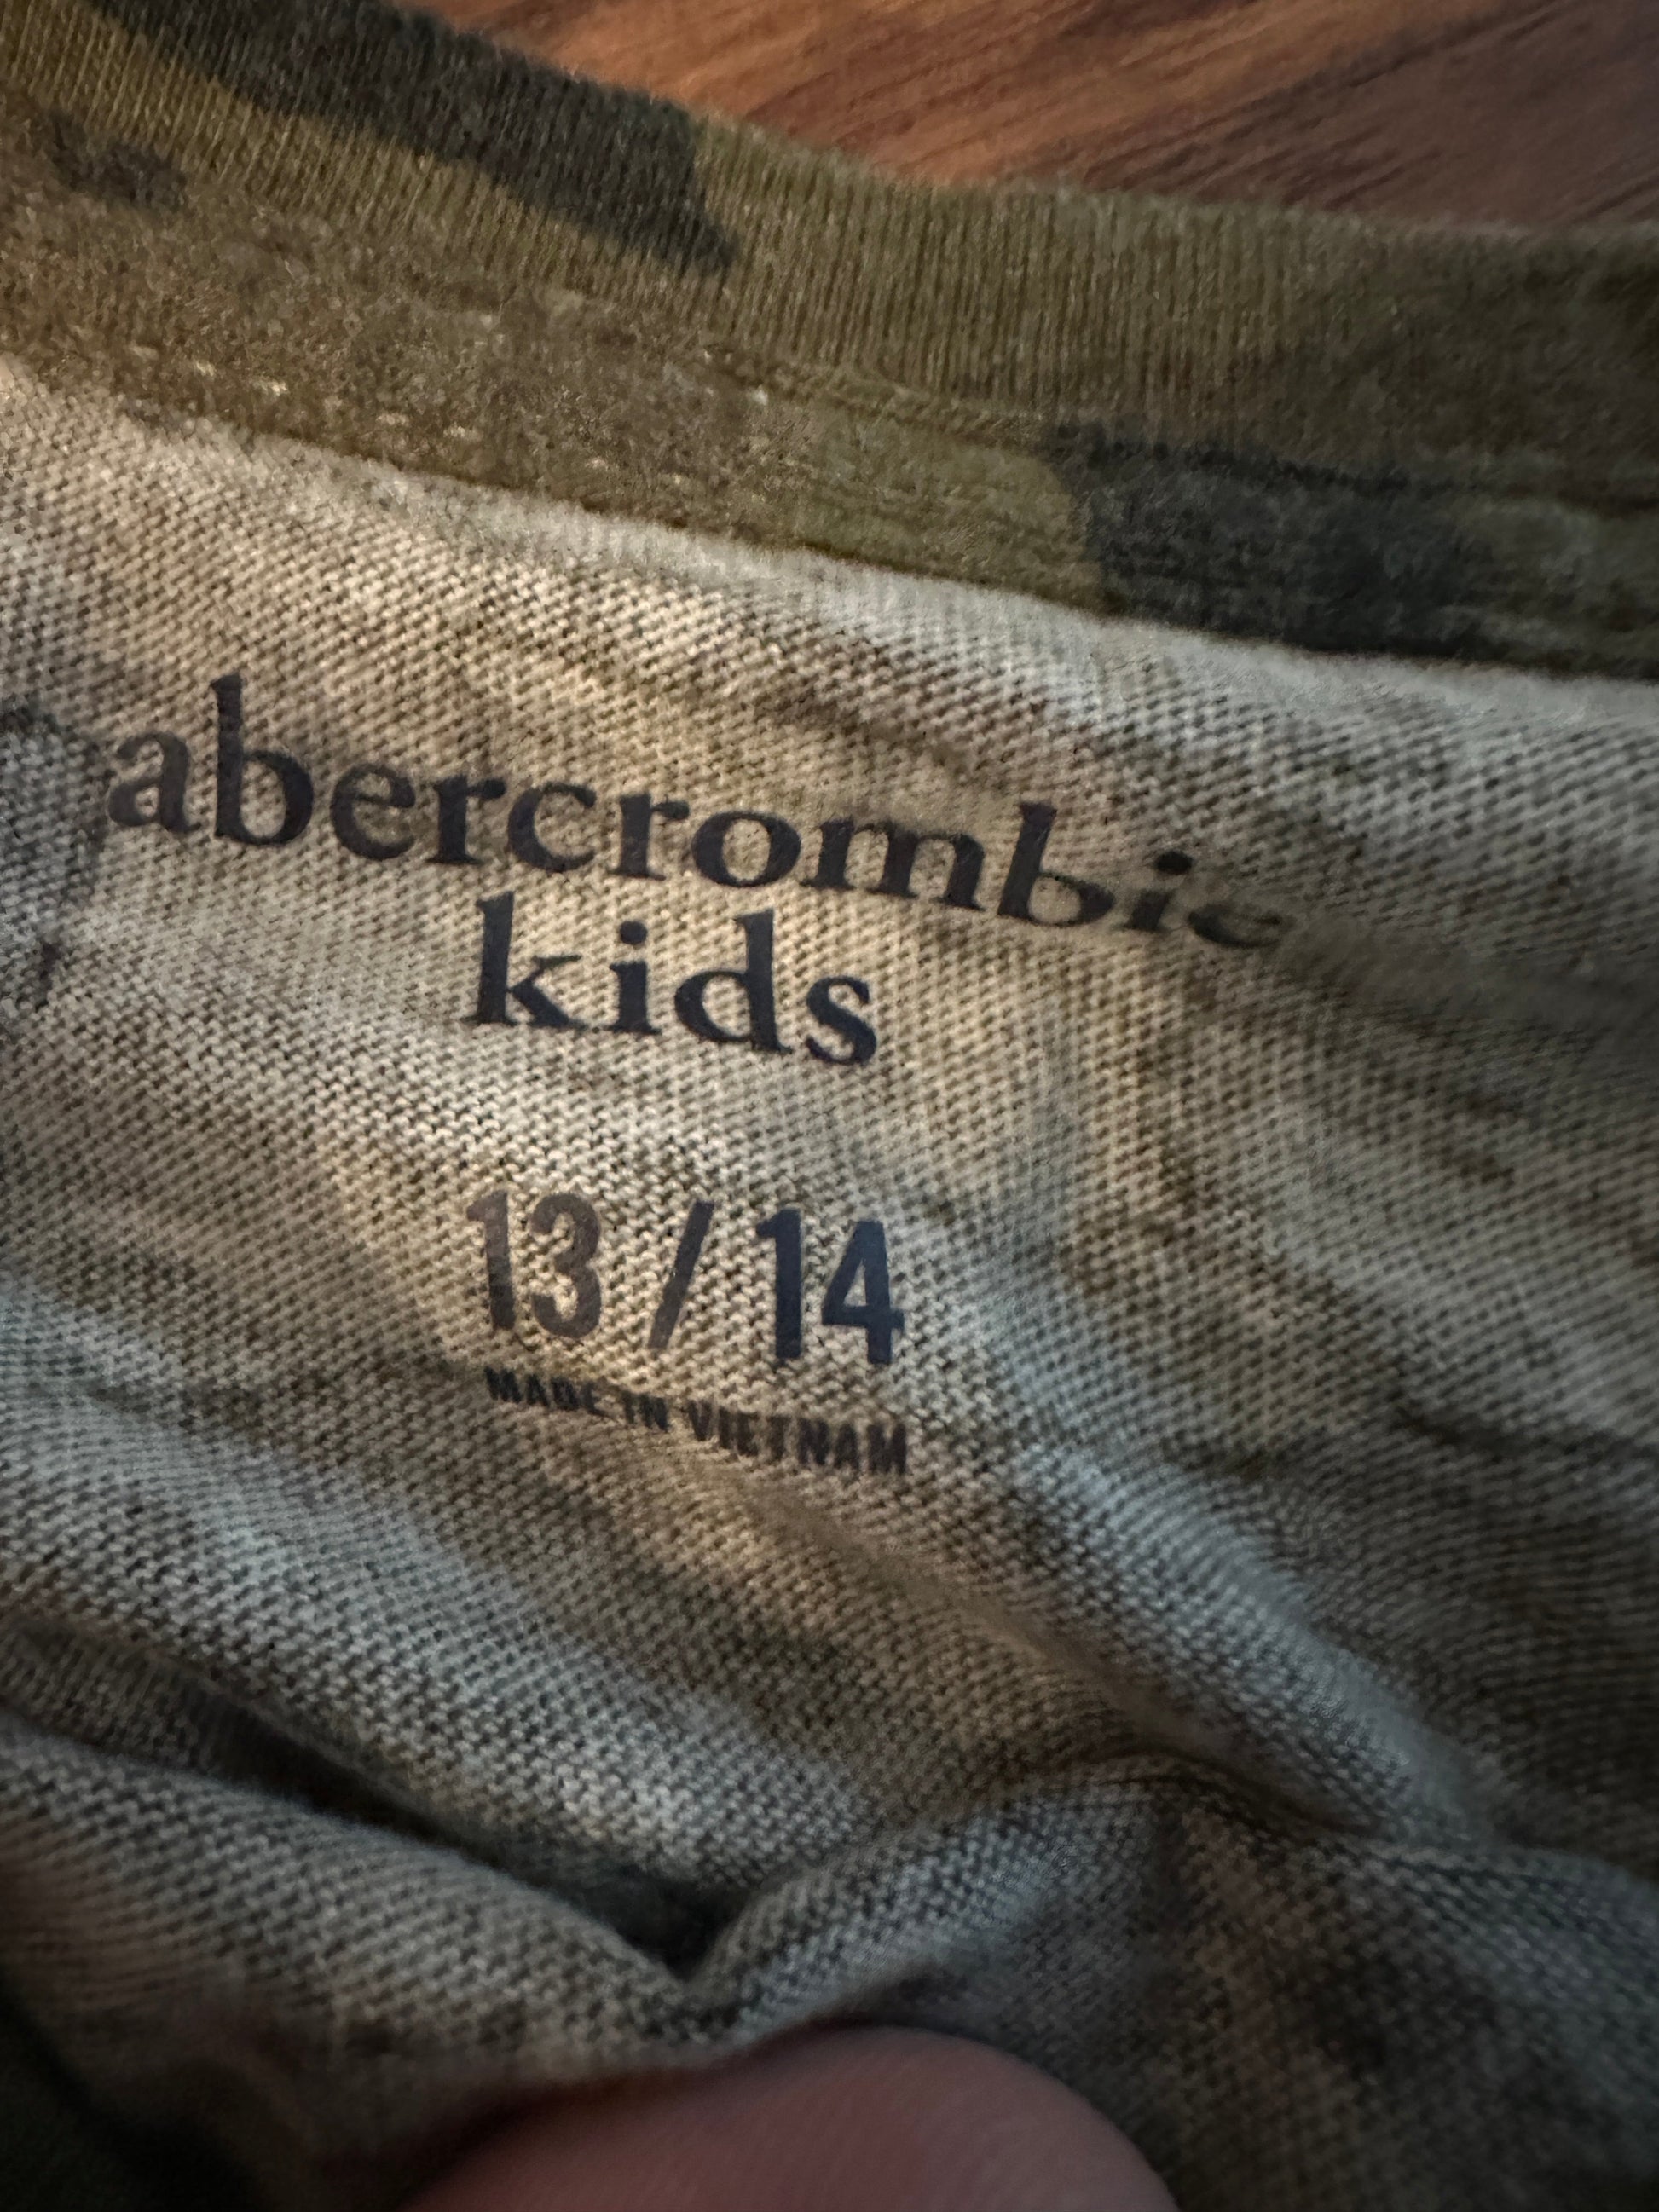 abercrombie
kids
13 / 14
MADE IN VIETNAM